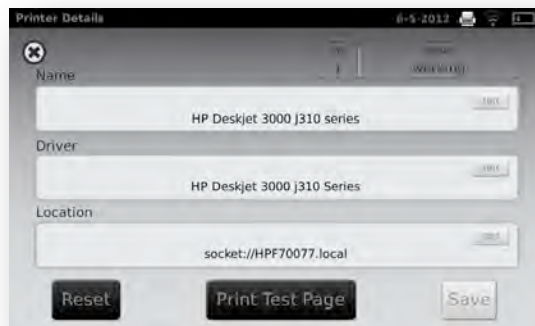 Printer Details 6-5-2012
Name
HP Deskjet 3000 J310 series
Driver
HP Deskjet 3000 j310 Series
Location
socket://HPF70077.local
Reset Print Test Page Save